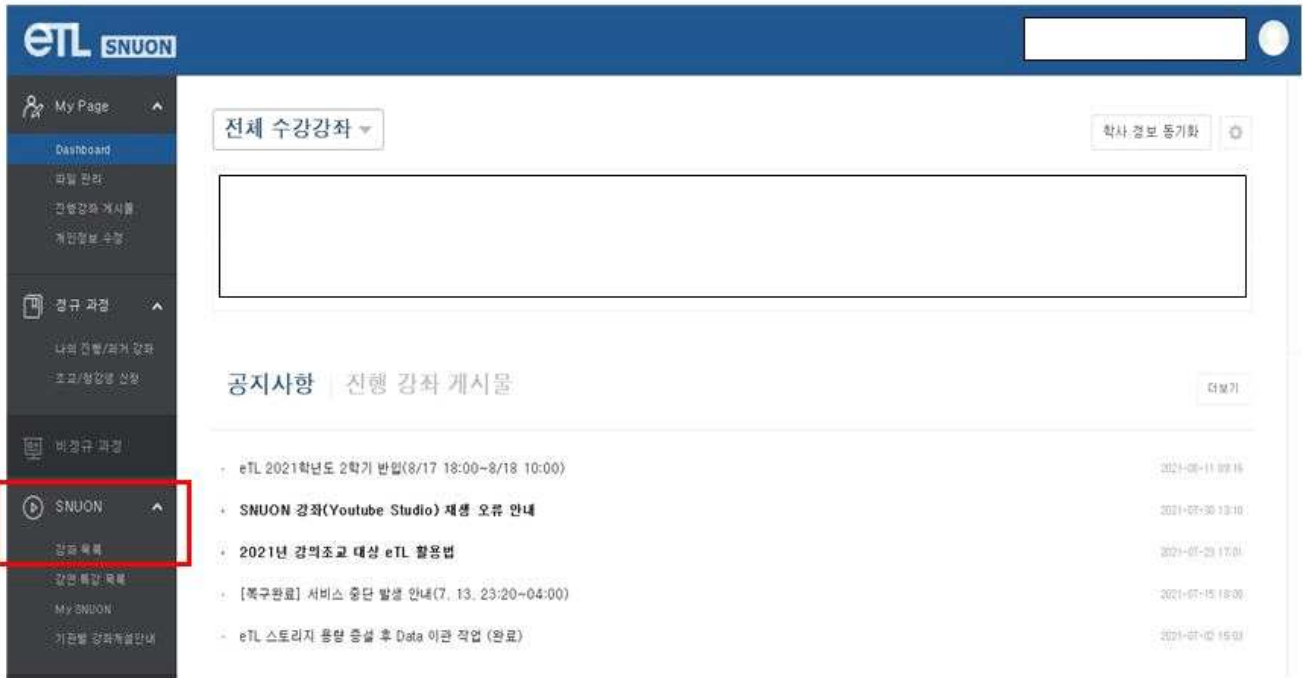 eTL SNUON
My Page
Dashboard
파일 관리
진행강좌 게시물
개인정보 수정
정규 과정
나의 진행/과거 강좌
조교/청강생 신청
비정규 과정
SNUON
강좌 목록
강연 특강 목록
My SNUON
기관별 강좌개설안내
전체 수강강좌
학사 정보 동기화
공지사항 진행 강좌 게시물
더보기
eTL 2021학년도 2학기 반입(8/17 18:00~8/18 10:00)
SNUON 강좌(Youtube Studio) 재생 오류 안내 2021-07-30 13:10
2021년 강의조교 대상 eTL 활용법 2021-07-23 17:01
[복구완료] 서비스 중단 발생 안내(7. 13. 23:20~04:00)
eTL 스토리지 용량 증설 후 Data 이관 작업 (완료)